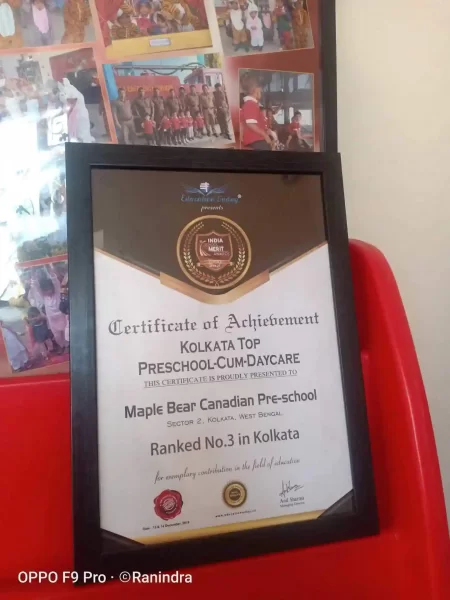 Education Today
presents
INDIA
MERIT
Certificate of Achievement
KOLKATA TOP
PRESCHOOL-CUM-DAYCARE
THIS CERTIFICATE IS PROUDLY PRESENTED TO
Maple Bear Canadian Pre-school
SECTOR 2, KOLKATA, WEST BENGAL
Ranked No.3 in Kolkata
for exemplary contribution in the field of education
OPPO F9 Pro · ©Ranindra